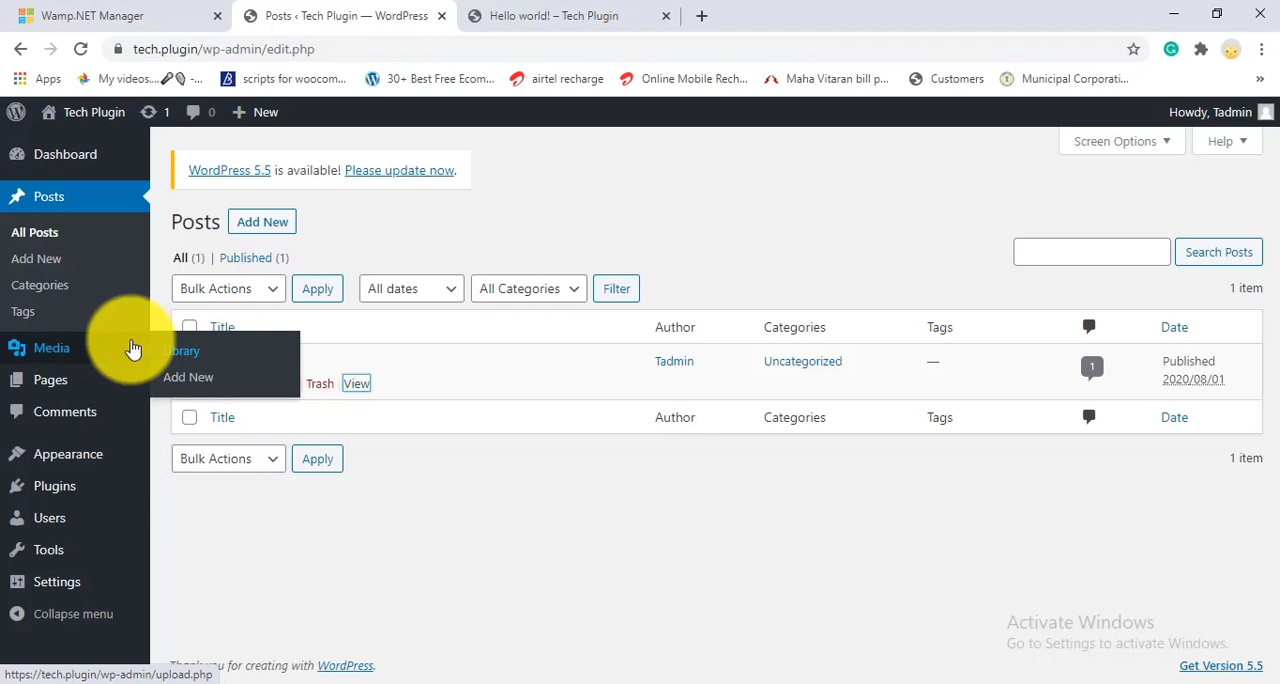 Wamp.NET Manager
Posts ‹ Tech Plugin — WordPress
Hello world! – Tech Plugin
tech.plugin/wp-admin/edit.php
Apps
My videos....
scripts for woocom...
30+ Best Free Ecom...
airtel recharge
Online Mobile Rech...
Maha Vitaran bill p...
Customers
Municipal Corporati...
»
Tech Plugin
1
0
New
Howdy, Tadmin
Screen Options
Help
Dashboard
Posts
All Posts
Add New
Categories
Tags
Media
Library
Add New
Pages
Comments
Appearance
Plugins
Users
Tools
Settings
Collapse menu
WordPress 5.5 is available! Please update now.
Posts
Add New
All (1) | Published (1)
Search Posts
Bulk Actions
Apply
All dates
All Categories
Filter
1 item
Title
Author
Categories
Tags
Date
Trash
View
Tadmin
Uncategorized
—
1
Published
2020/08/01
Title
Author
Categories
Tags
Date
Bulk Actions
Apply
1 item
Activate Windows
Go to Settings to activate Windows.
Thank you for creating with WordPress.
Get Version 5.5
https://tech.plugin/wp-admin/upload.php